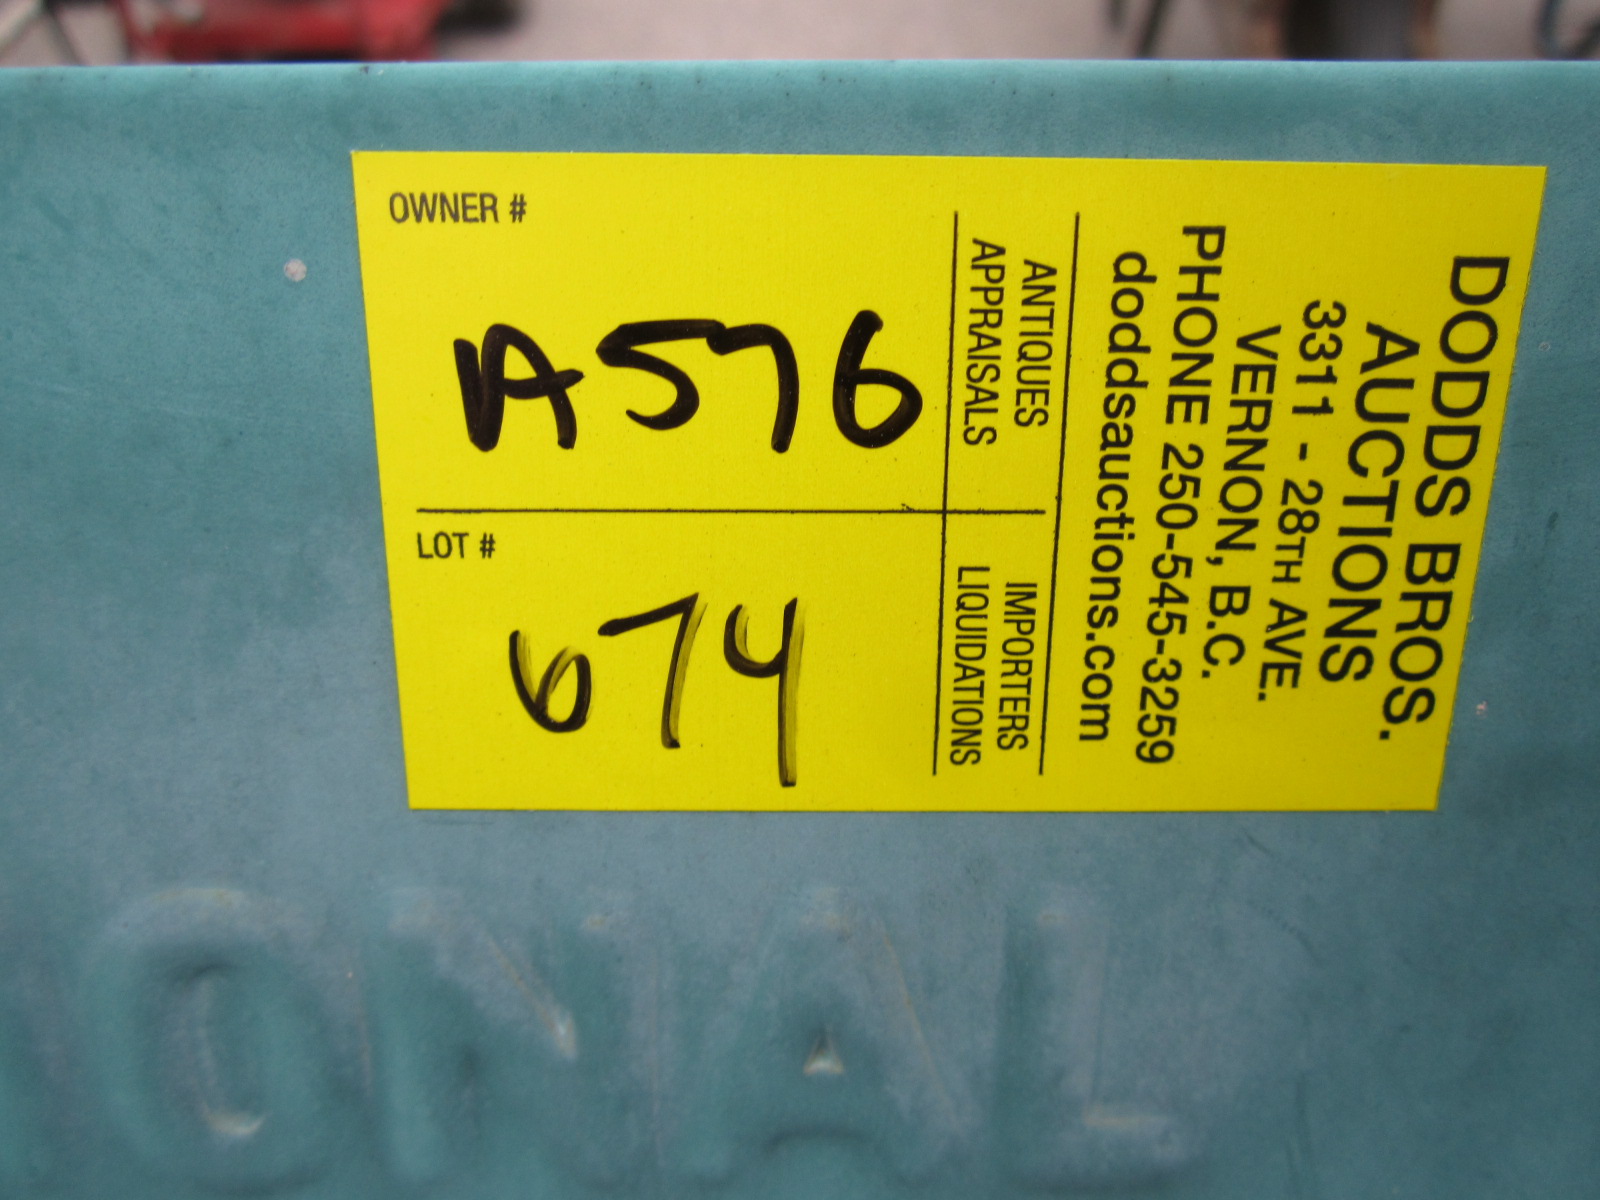 DODDS BROS.
AUCTIONS
3311 - 28TH AVE.
VERNON, B.C.
PHONE 250-545-3259
doddsauctions.com
ANTIQUES
APPRAISALS
IMPORTERS
LIQUIDATIONS
OWNER #
A576
LOT #
674
ONAL